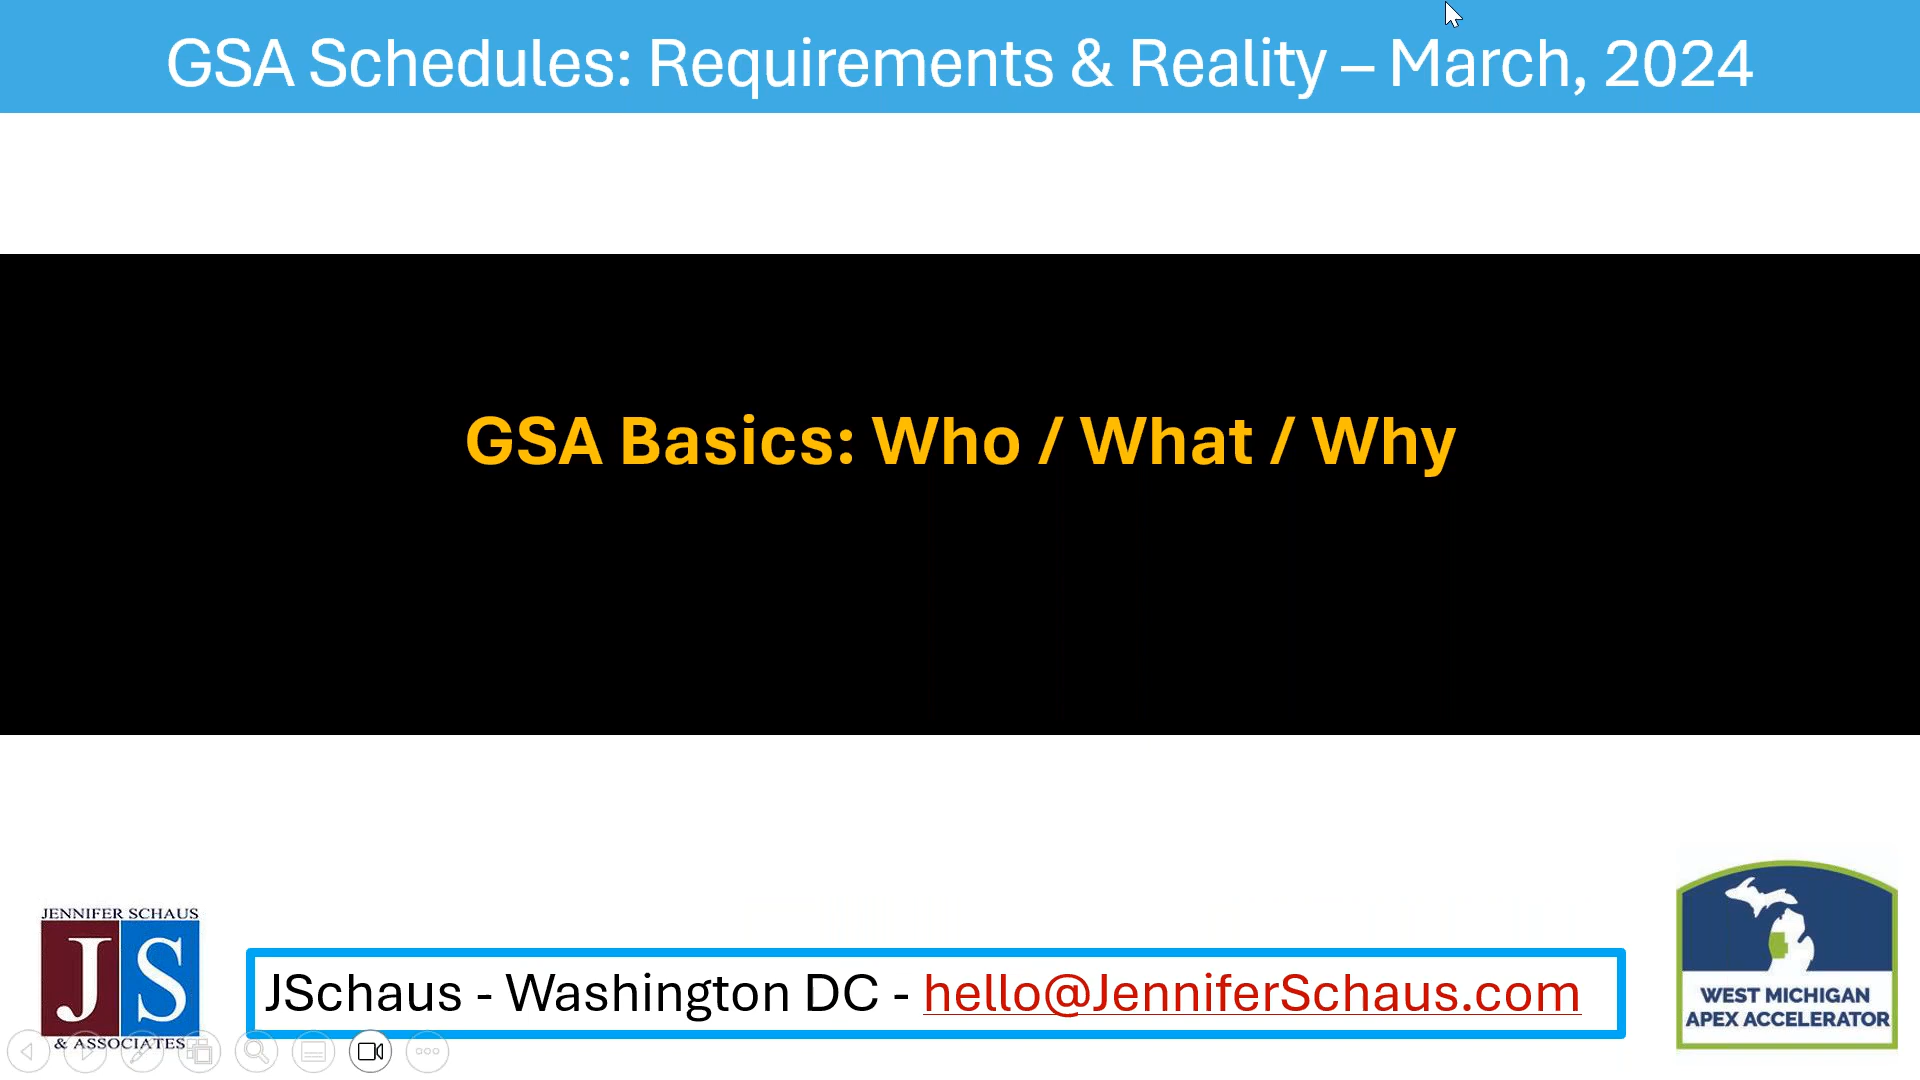 GSA Schedules: Requirements & Reality – March, 2024
GSA Basics: Who / What / Why
JENNIFER SCHAUS
JS
& ASSOCIATES
JSchaus - Washington DC - hello@JenniferSchaus.com
WEST MICHIGAN
APEX ACCELERATOR